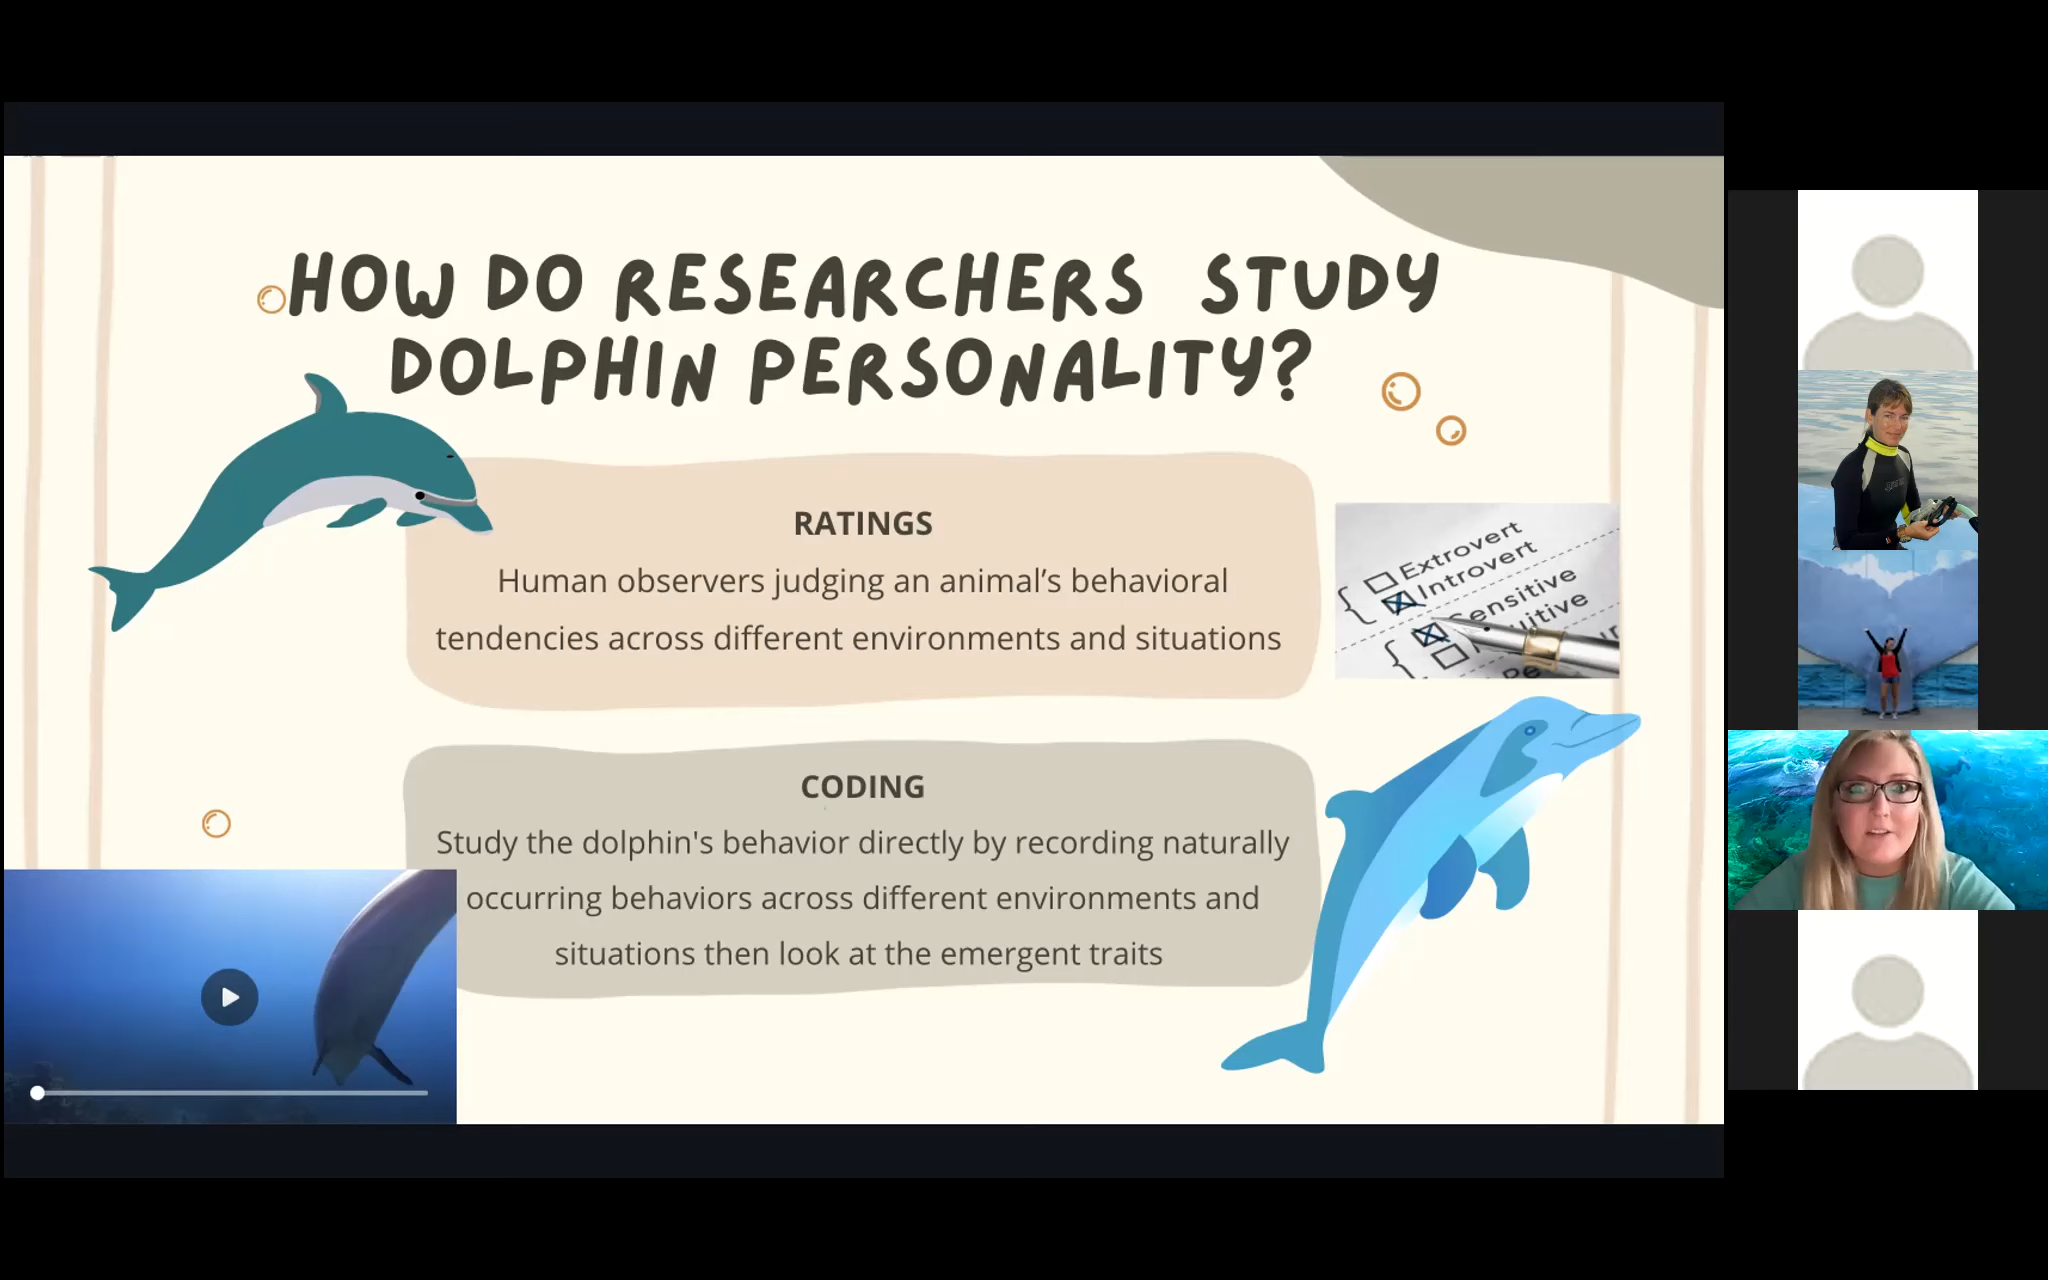 HOW DO RESEARCHERS STUDY
DOLPHIN PERSONALITY?
RATINGS
Human observers judging an animal’s behavioral
tendencies across different environments and situations
Extrovert
Introvert
Sensitive
CODING
Study the dolphin's behavior directly by recording naturally
occurring behaviors across different environments and
situations then look at the emergent traits